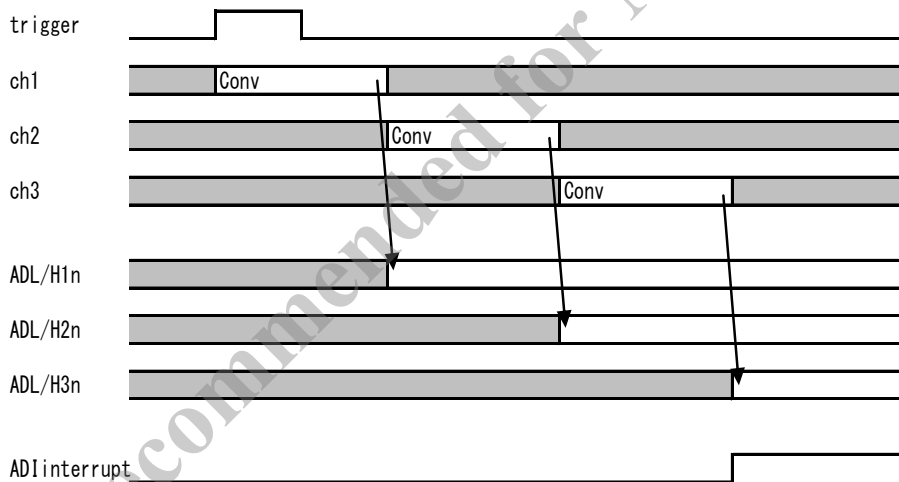 trigger
ch1 Conv
ch2 Conv
ch3 Conv
ADL/H1n
ADL/H2n
ADL/H3n
ADIinterrupt